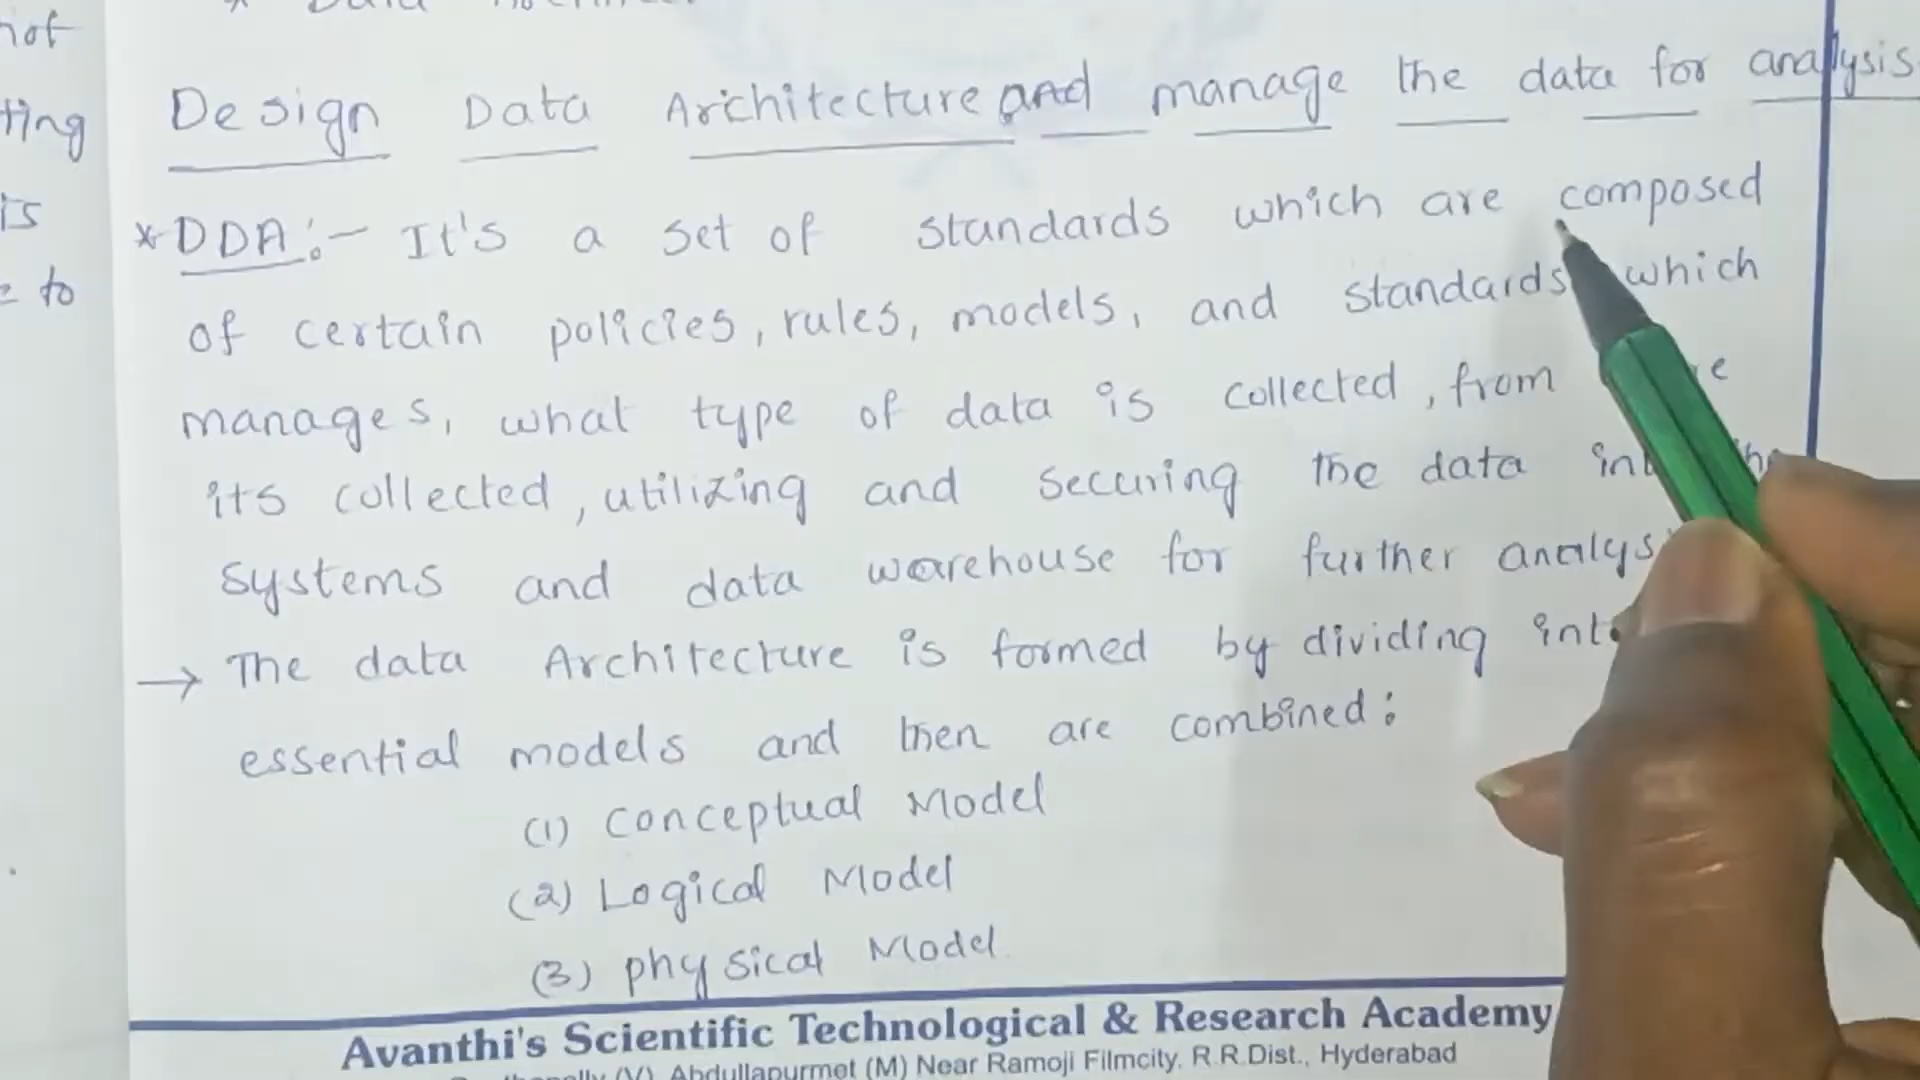 not
ting
is
to
Design Data Architecture and manage the data for analysis
* DDA :- It's a set of standards which are composed
of certain policies, rules, models, and standards which
manages, what type of data is collected, from
its collected, utilizing and securing the data
systems and data warehouse for further
→ The data Architecture is formed by dividing
essential models and then are combined:
(1) Conceptual Model
(2) Logical Model
(3) physical Model.
Avanthi's Scientific Technological & Research Academy
(V), Abdullapurmet (M) Near Ramoji Filmcity, R.R.Dist., Hyderabad